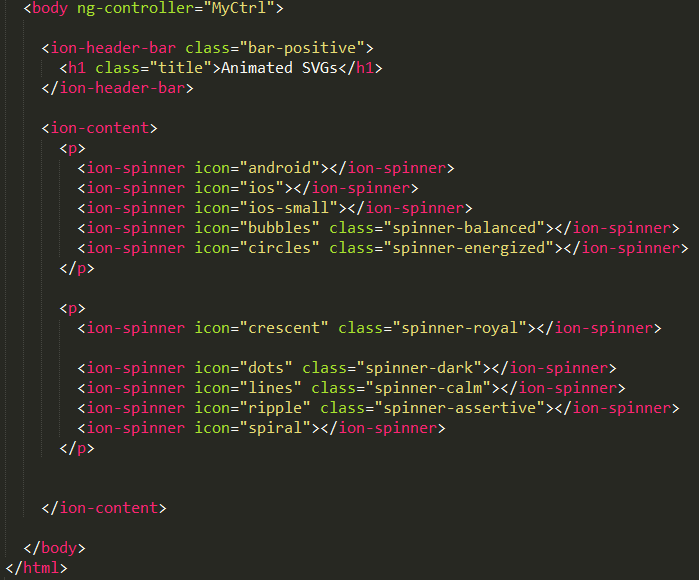 <body ng-controller="MyCtrl">
<ion-header-bar class="bar-positive">
<h1 class="title">Animated SVGs</h1>
</ion-header-bar>
<ion-content>
<p>
<ion-spinner icon="android"></ion-spinner>
<ion-spinner icon="ios"></ion-spinner>
<ion-spinner icon="ios-small"></ion-spinner>
<ion-spinner icon="bubbles" class="spinner-balanced"></ion-spinner>
<ion-spinner icon="circles" class="spinner-energized"></ion-spinner>
</p>
<p>
<ion-spinner icon="crescent" class="spinner-royal"></ion-spinner>
<ion-spinner icon="dots" class="spinner-dark"></ion-spinner>
<ion-spinner icon="lines" class="spinner-calm"></ion-spinner>
<ion-spinner icon="ripple" class="spinner-assertive"></ion-spinner>
<ion-spinner icon="spiral"></ion-spinner>
</p>
</ion-content>
</body>
</html>